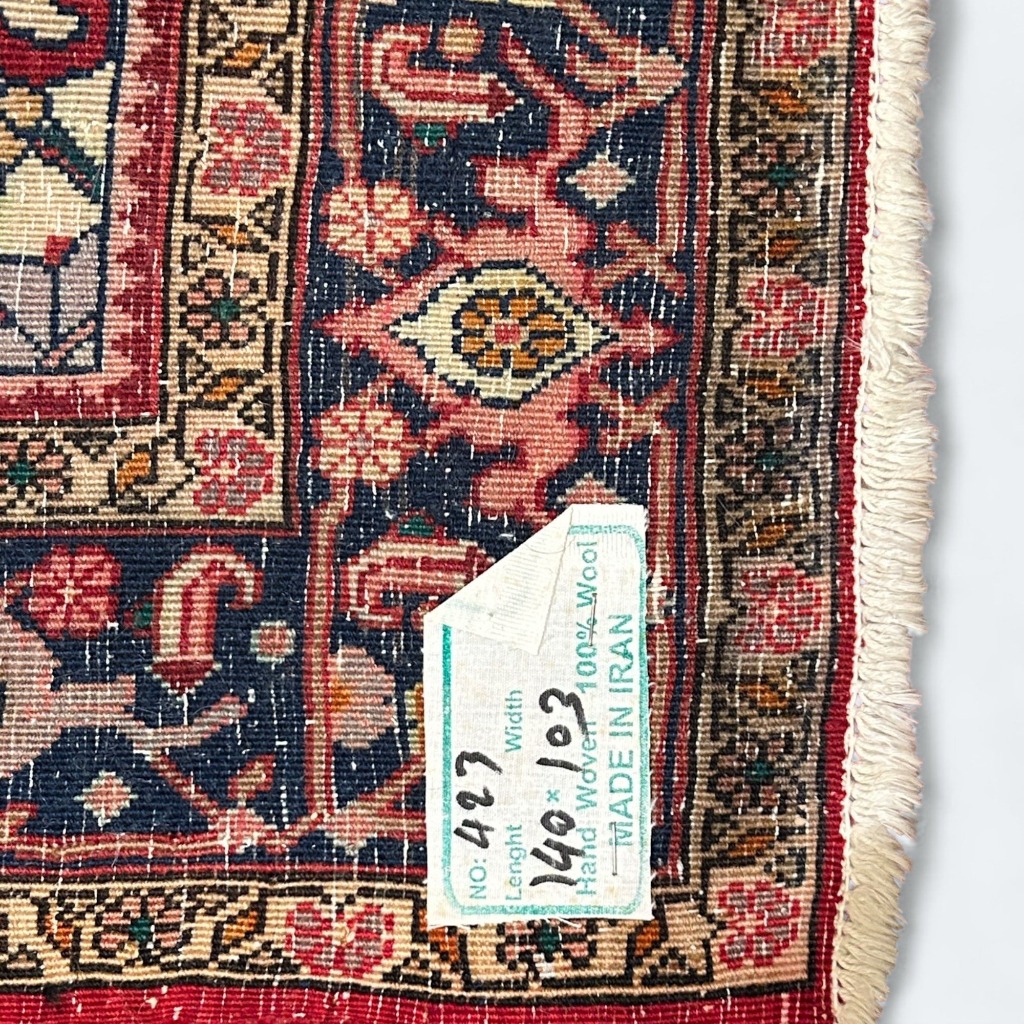 NO: 427
Lenght Width
140 × 103
Hand Woven 100% Wool
MADE IN IRAN